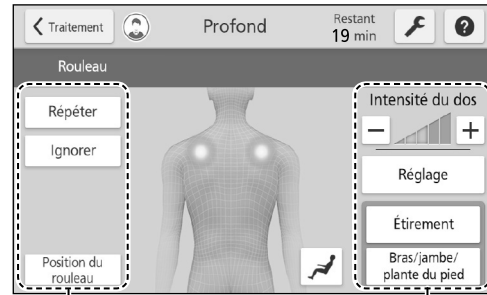 Traitement
Profond
Restant
19 min
Rouleau
Répéter
Ignorer
Position du
rouleau
Intensité du dos
Réglage
Étirement
Bras/jambe/
plante du pied